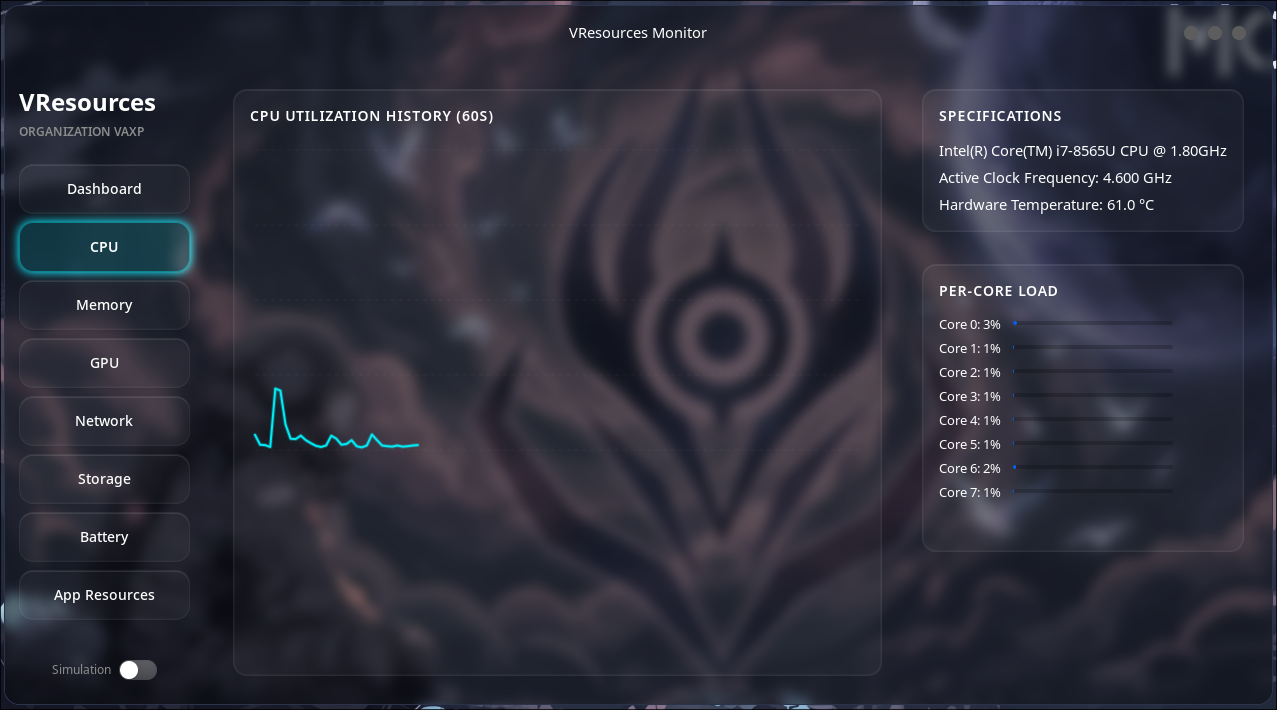 VResources Monitor
VResources
ORGANIZATION VAXP
Dashboard
CPU
Memory
GPU
Network
Storage
Battery
App Resources
Simulation
CPU UTILIZATION HISTORY (60S)
SPECIFICATIONS
Intel(R) Core(TM) i7-8565U CPU @ 1.80GHz
Active Clock Frequency: 4.600 GHz
Hardware Temperature: 61.0 °C
PER-CORE LOAD
Core 0: 3%
Core 1: 1%
Core 2: 1%
Core 3: 1%
Core 4: 1%
Core 5: 1%
Core 6: 2%
Core 7: 1%